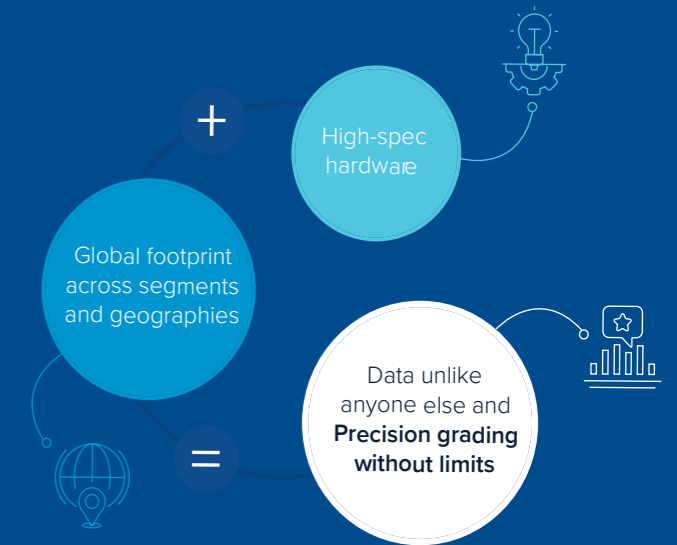 Global footprint
across segments
and geographies
+
High-spec
hardware
=
Data unlike
anyone else and
Precision grading
without limits